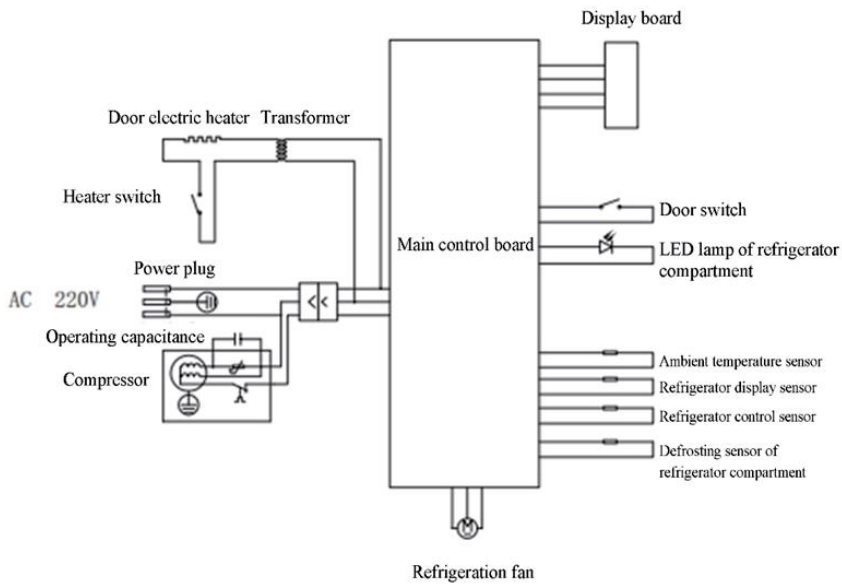 Display board
Door electric heater Transformer
Heater switch
Door switch
Main control board
LED lamp of refrigerator
compartment
Power plug
AC 220V
Operating capacitance
Compressor
Ambient temperature sensor
Refrigerator display sensor
Refrigerator control sensor
Defrosting sensor of
refrigerator compartment
M
Refrigeration fan